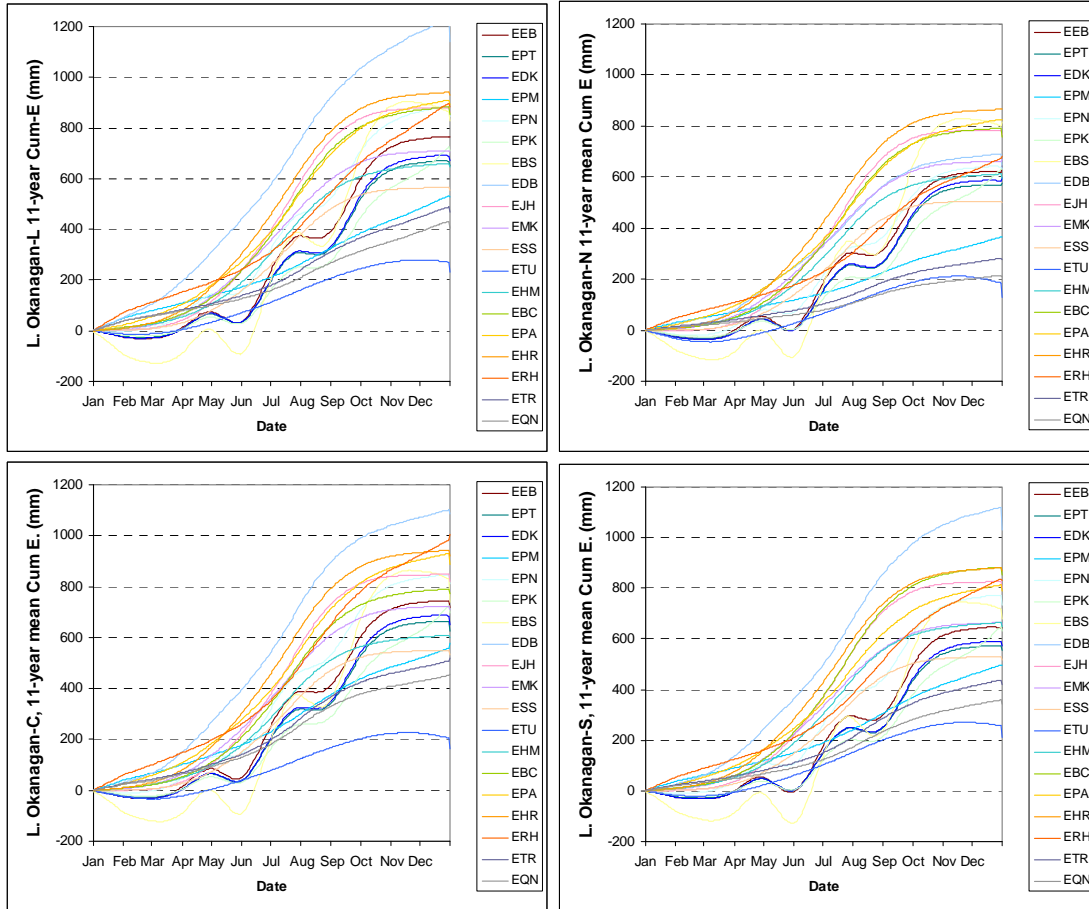 L. Okanagan-L 11-year Cum-E (mm)
1200
1000
800
600
400
200
0
-200
Jan Feb Mar Apr May Jun Jul Aug Sep Oct Nov Dec
Date
EEB
EPT
EDK
EPM
EPN
EPK
EBS
EDB
EJH
EMK
ESS
ETU
EHM
EBC
EPA
EHR
ERH
ETR
EQN
L. Okanagan-N 11-year mean Cum E (mm)
1200
1000
800
600
400
200
0
-200
Jan Feb Mar Apr May Jun Jul Aug Sep Oct Nov Dec
Date
EEB
EPT
EDK
EPM
EPN
EPK
EBS
EDB
EJH
EMK
ESS
ETU
EHM
EBC
EPA
EHR
ERH
ETR
EQN
L. Okanagan-C, 11-year mean Cum E. (mm)
1200
1000
800
600
400
200
0
-200
Jan Feb Mar Apr May Jun Jul Aug Sep Oct Nov Dec
Date
EEB
EPT
EDK
EPM
EPN
EPK
EBS
EDB
EJH
EMK
ESS
ETU
EHM
EBC
EPA
EHR
ERH
ETR
EQN
L. Okanagan-S, 11-year mean Cum E. (mm)
1200
1000
800
600
400
200
0
-200
Jan Feb Mar Apr May Jun Jul Aug Sep Oct Nov Dec
Date
EEB
EPT
EDK
EPM
EPN
EPK
EBS
EDB
EJH
EMK
ESS
ETU
EHM
EBC
EPA
EHR
ERH
ETR
EQN